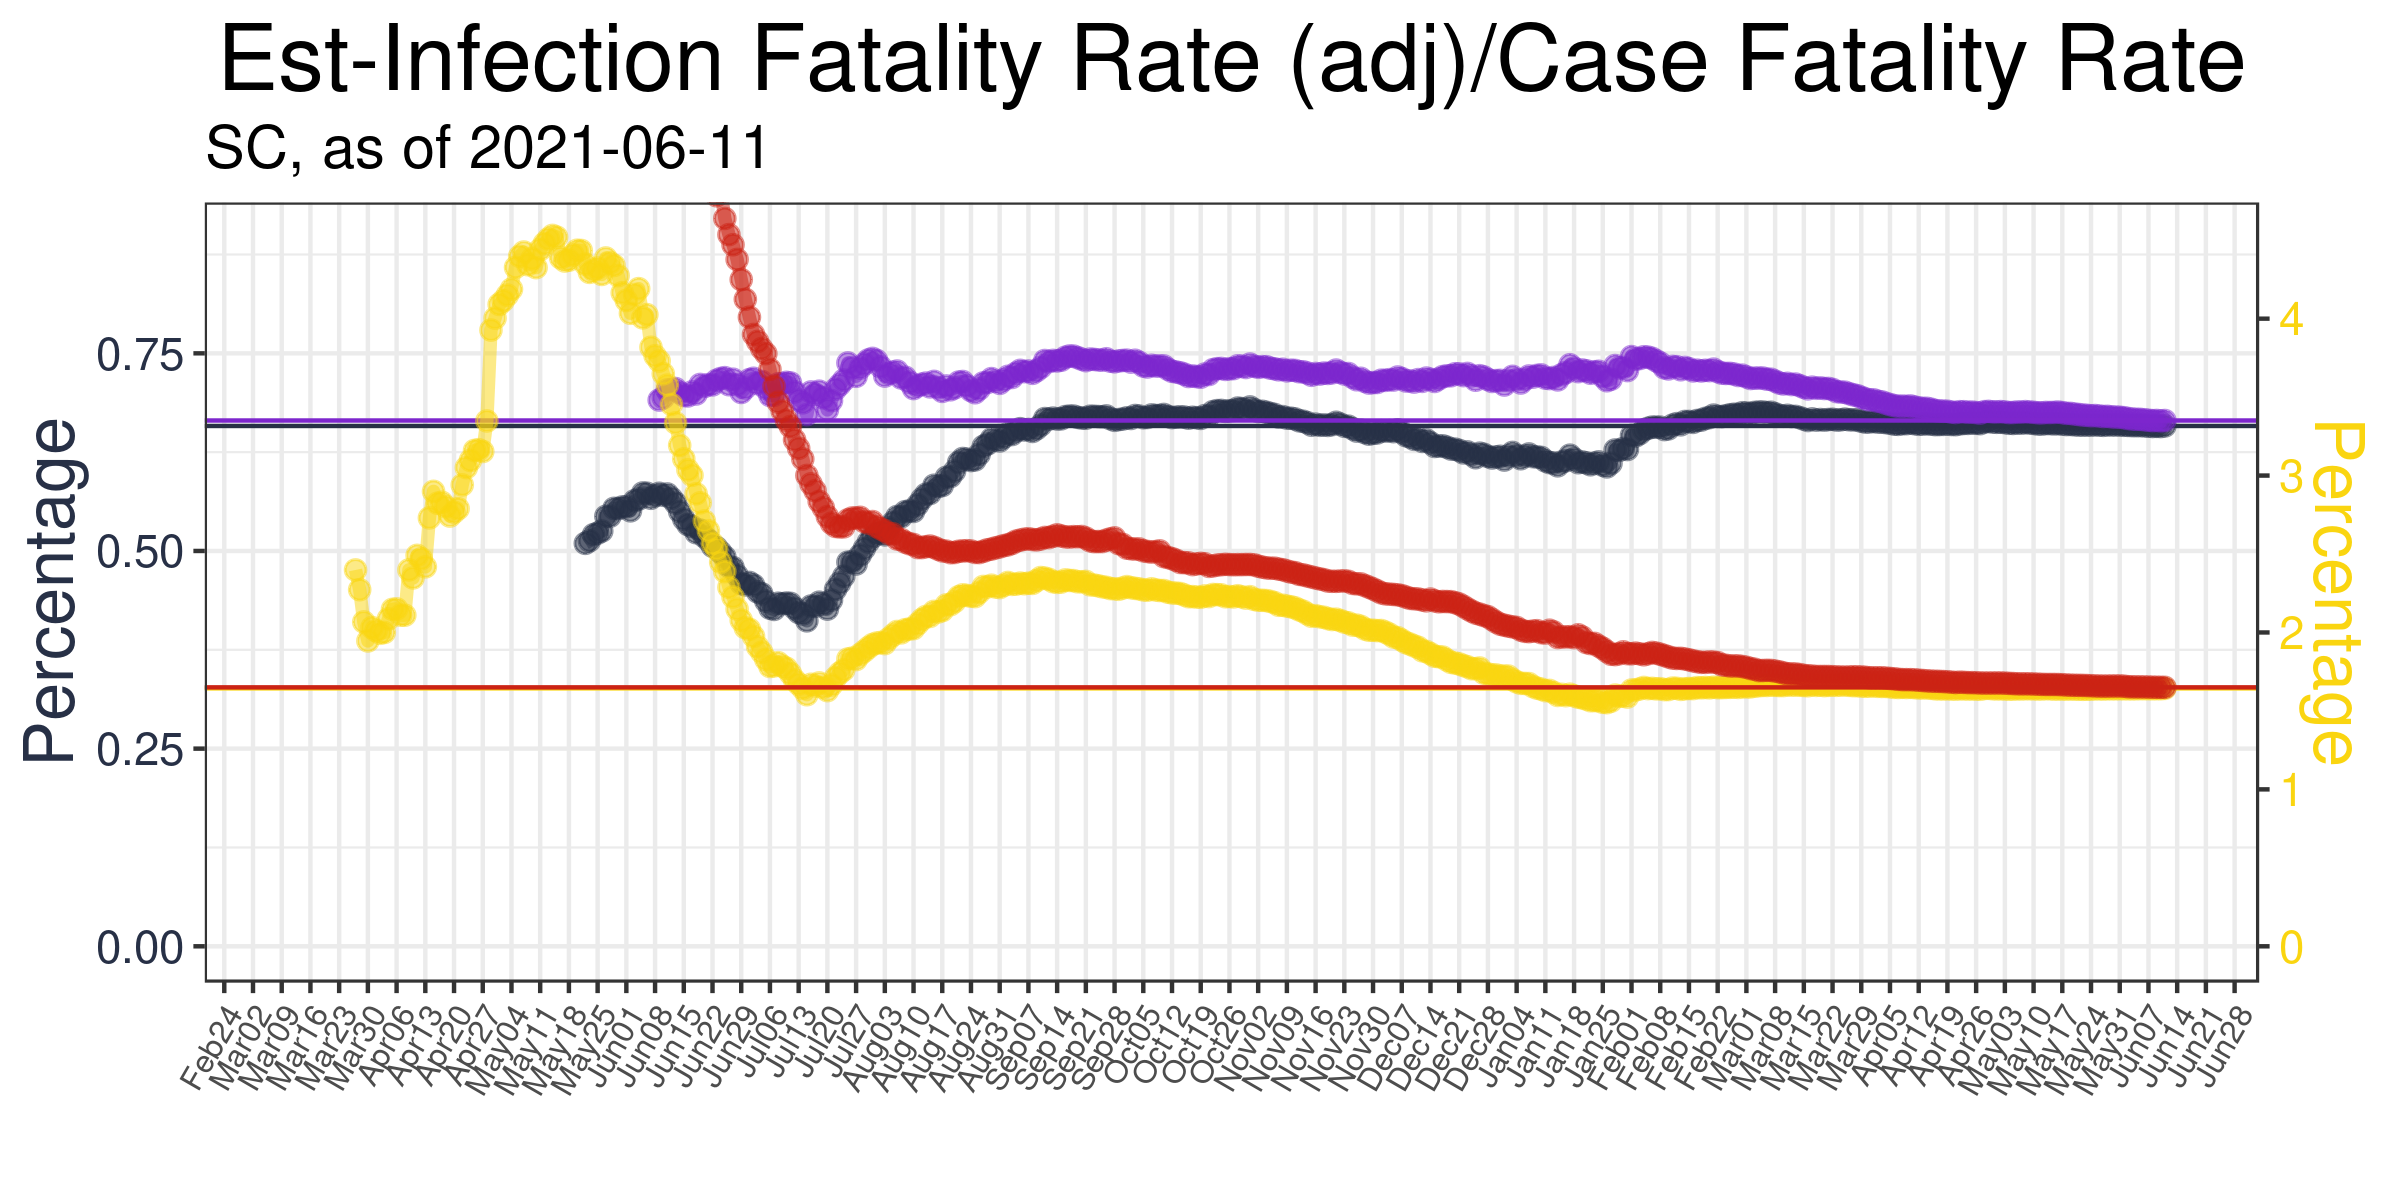 Est-Infection Fatality Rate (adj)/Case Fatality Rate
SC, as of 2021-06-11
Percentage
0.75
0.50
0.25
0.00
4
3
2
1
0
Percentage
Feb24
Mar02
Mar09
Mar16
Mar23
Mar30
Apr06
Apr13
Apr20
Apr27
May04
May11
May18
May25
Jun01
Jun08
Jun15
Jun22
Jun29
Jul06
Jul13
Jul20
Jul27
Aug03
Aug10
Aug17
Aug24
Aug31
Sep07
Sep14
Sep21
Sep28
Oct05
Oct12
Oct19
Oct26
Nov02
Nov09
Nov16
Nov23
Nov30
Dec07
Dec14
Dec21
Dec28
Jan04
Jan11
Jan18
Jan25
Feb01
Feb08
Feb15
Feb22
Mar01
Mar08
Mar15
Mar22
Mar29
Apr05
Apr12
Apr19
Apr26
May03
May10
May17
May24
May31
Jun07
Jun14
Jun21
Jun28